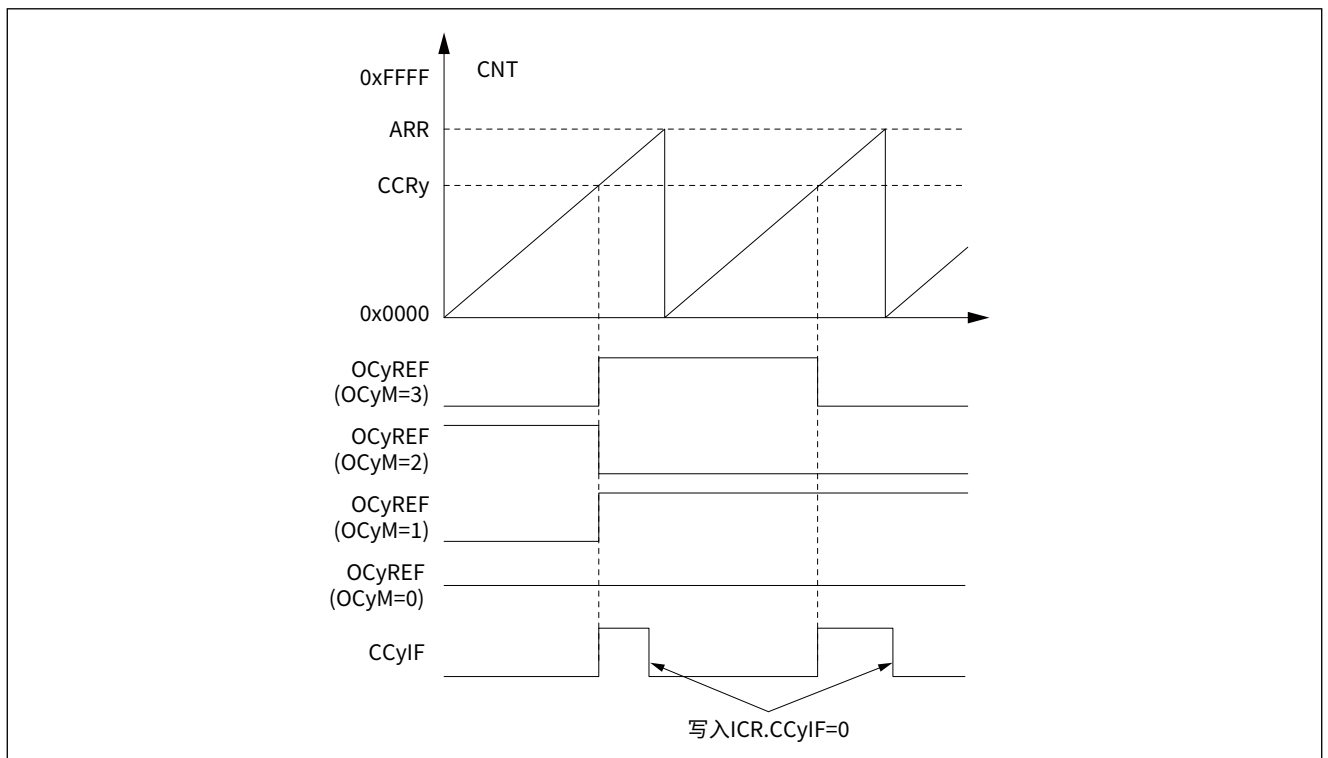 CNT
0xFFFF
ARR
CCRy
0x0000
OCyREF
(OCyM=3)
OCyREF
(OCyM=2)
OCyREF
(OCyM=1)
OCyREF
(OCyM=0)
CCyIF
写入ICR.CCyIF=0